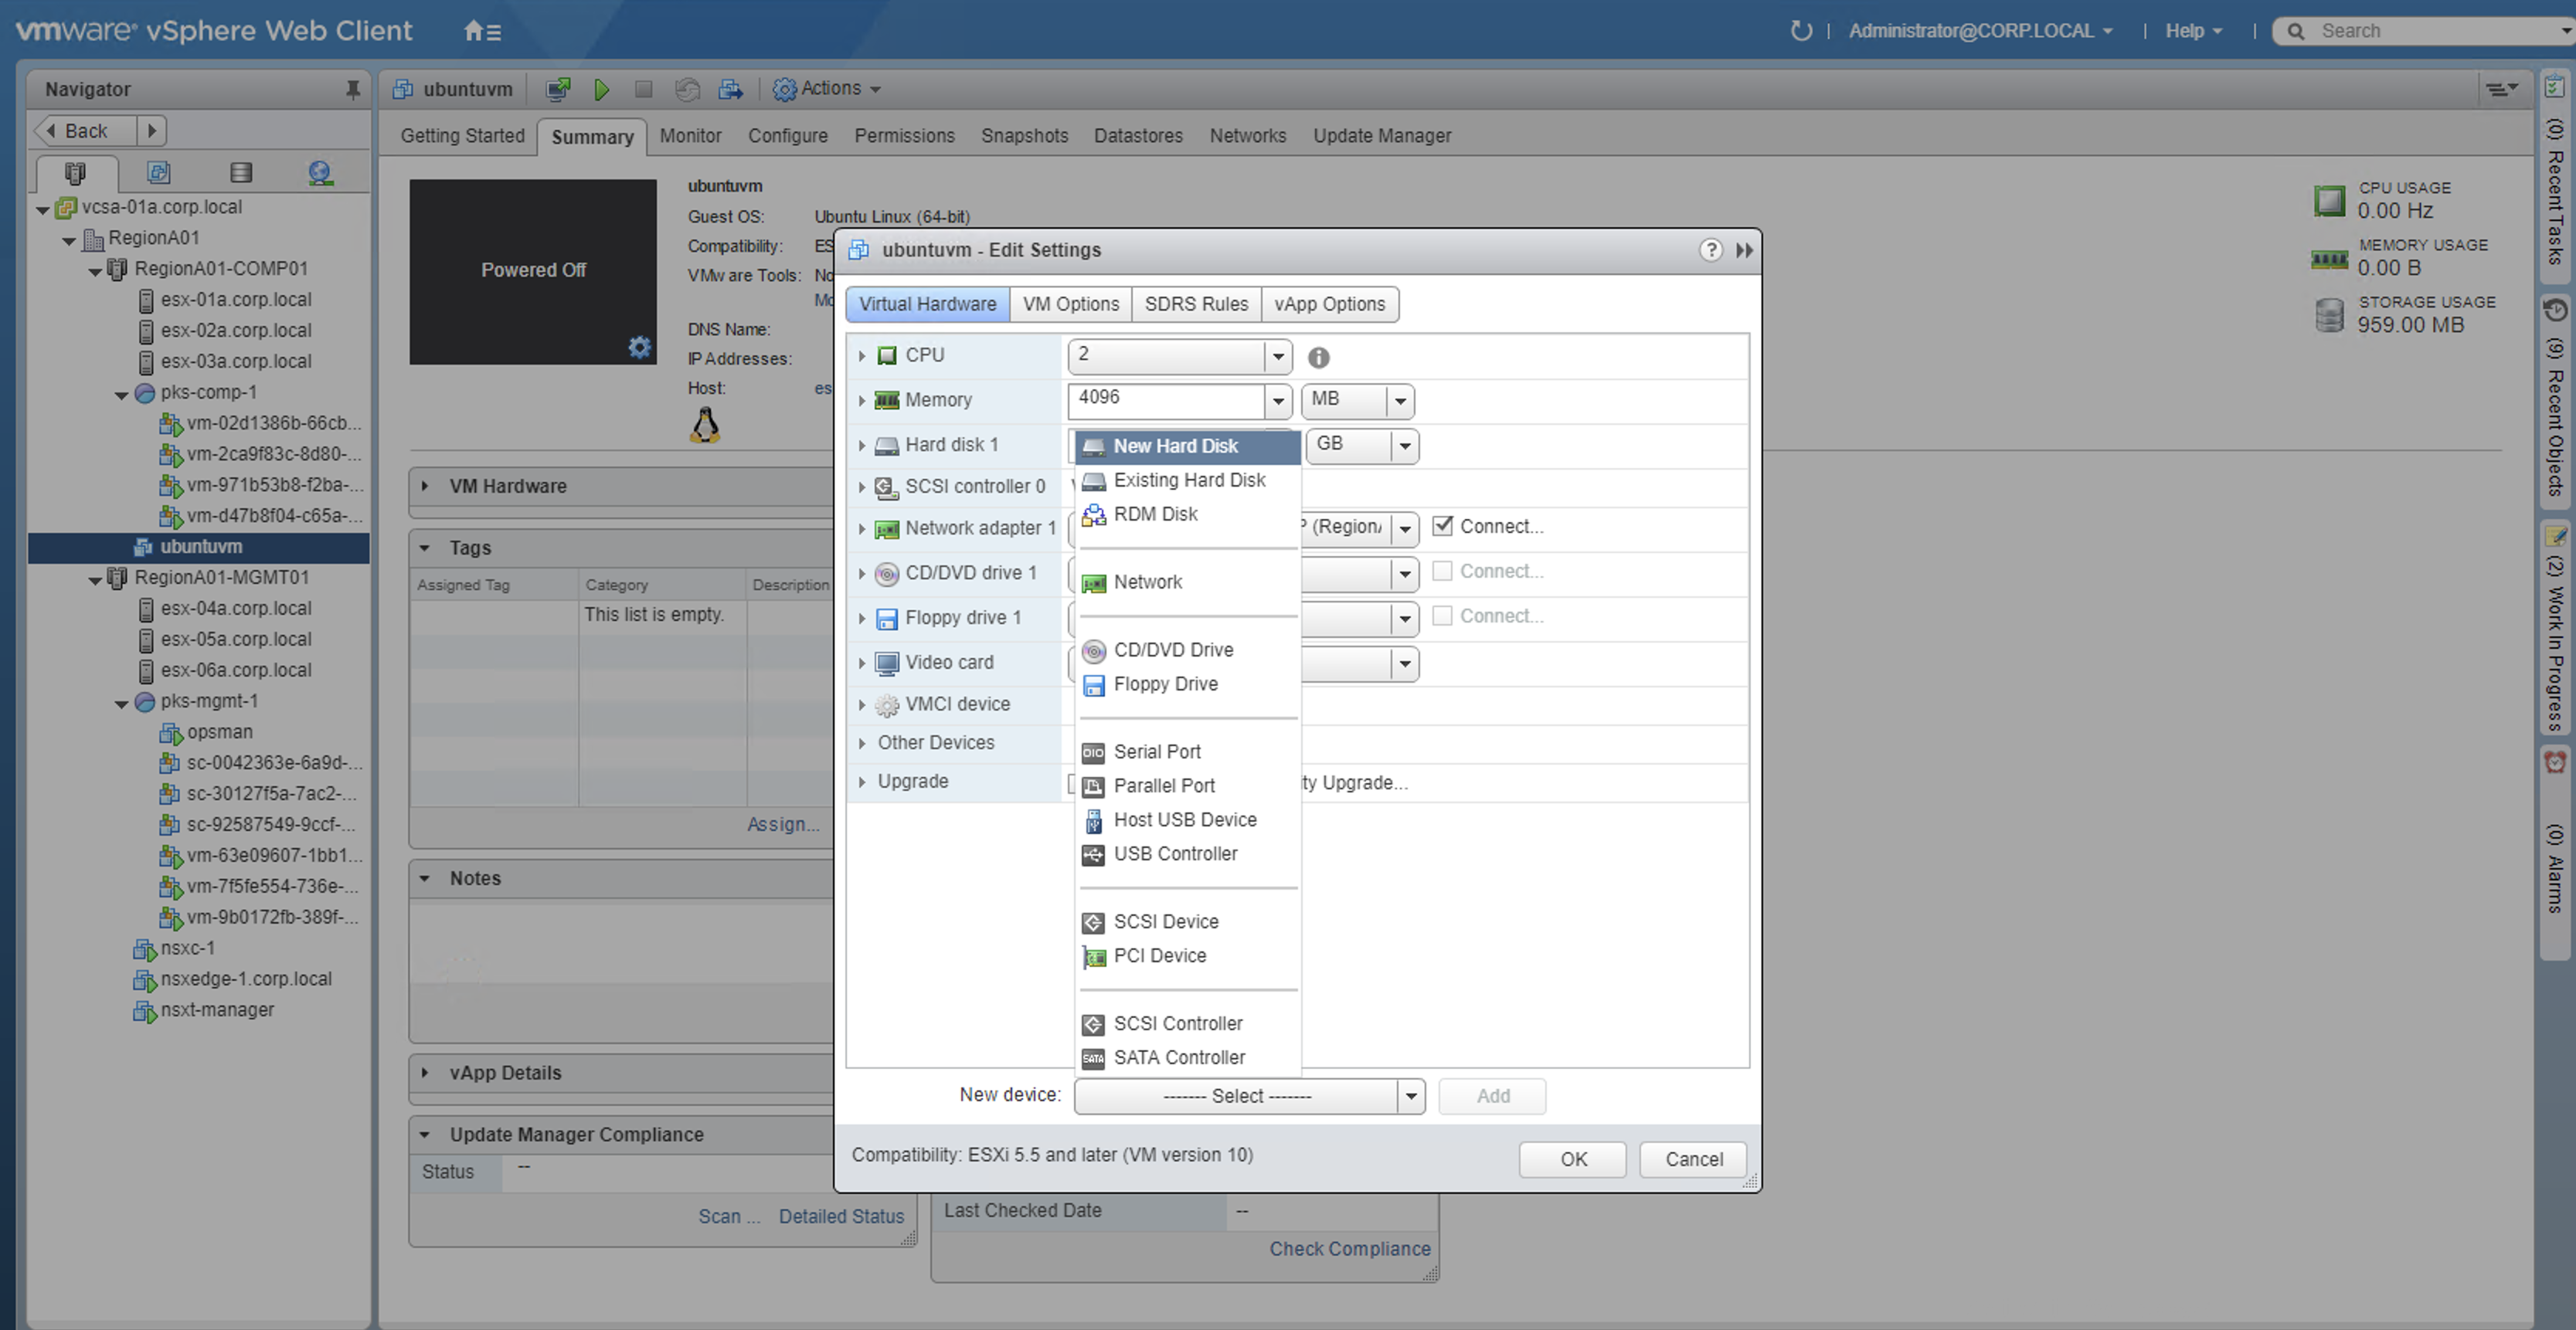 vmware® vSphere Web Client
Administrator@CORP.LOCAL
Help
Search
Navigator
Back
vcsa-01a.corp.local
RegionA01
RegionA01-COMP01
esx-01a.corp.local
esx-02a.corp.local
esx-03a.corp.local
pks-comp-1
vm-02d1386b-66cb...
vm-2ca9f83c-8d80-...
vm-971b53b8-f2ba-...
vm-d47b8f04-c65a-...
ubuntuvm
RegionA01-MGMT01
esx-04a.corp.local
esx-05a.corp.local
esx-06a.corp.local
pks-mgmt-1
opsman
sc-0042363e-6a9d-...
sc-30127f5a-7ac2-...
sc-92587549-9ccf-...
vm-63e09607-1bb1...
vm-7f5fe554-736e-...
vm-9b0172fb-389f-...
nsxc-1
nsxedge-1.corp.local
nsxt-manager
ubuntuvm
Actions
Getting Started Summary Monitor Configure Permissions Snapshots Datastores Networks Update Manager
Powered Off
ubuntuvm
Guest OS: Ubuntu Linux (64-bit)
Compatibility: ES
VMware Tools: No
Mo
DNS Name:
IP Addresses:
Host: es
CPU USAGE
0.00 Hz
MEMORY USAGE
0.00 B
STORAGE USAGE
959.00 MB
VM Hardware
Tags
Assigned Tag Category Description
This list is empty.
Assign...
Notes
vApp Details
Update Manager Compliance
Status --
Scan ... Detailed Status
Last Checked Date --
Check Compliance
ubuntuvm - Edit Settings
Virtual Hardware VM Options SDRS Rules vApp Options
CPU 2
Memory 4096 MB
Hard disk 1 GB
SCSI controller 0
Network adapter 1 P (Region Connect...
CD/DVD drive 1 Connect...
Floppy drive 1 Connect...
Video card
VMCI device
Other Devices
Upgrade ty Upgrade...
New Hard Disk
Existing Hard Disk
RDM Disk
Network
CD/DVD Drive
Floppy Drive
Serial Port
Parallel Port
Host USB Device
USB Controller
SCSI Device
PCI Device
SCSI Controller
SATA SATA Controller
New device: ------- Select ------- Add
Compatibility: ESXi 5.5 and later (VM version 10)
OK Cancel
(0) Recent Tasks
(9) Recent Objects
(2) Work In Progress
(0) Alarms